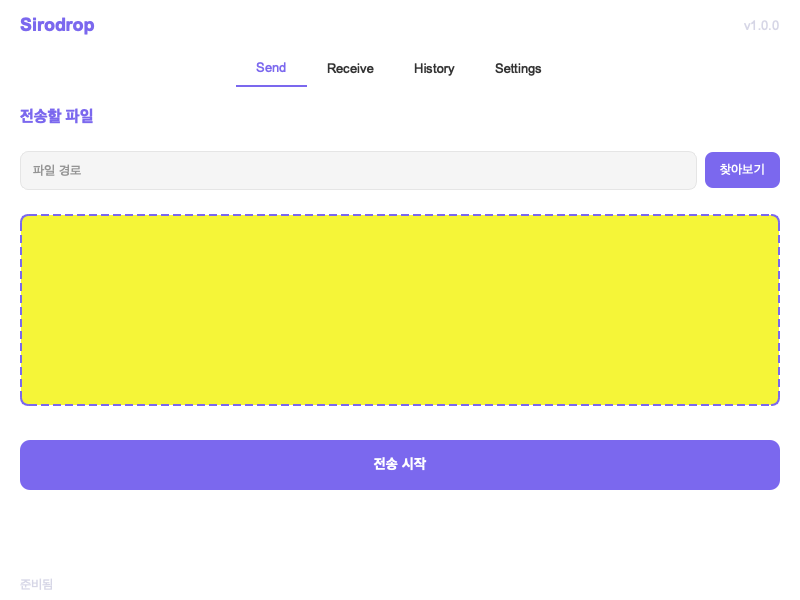 Sirodrop
v1.0.0
Send Receive History Settings
전송할 파일
파일 경로
찾아보기
전송 시작
준비됨